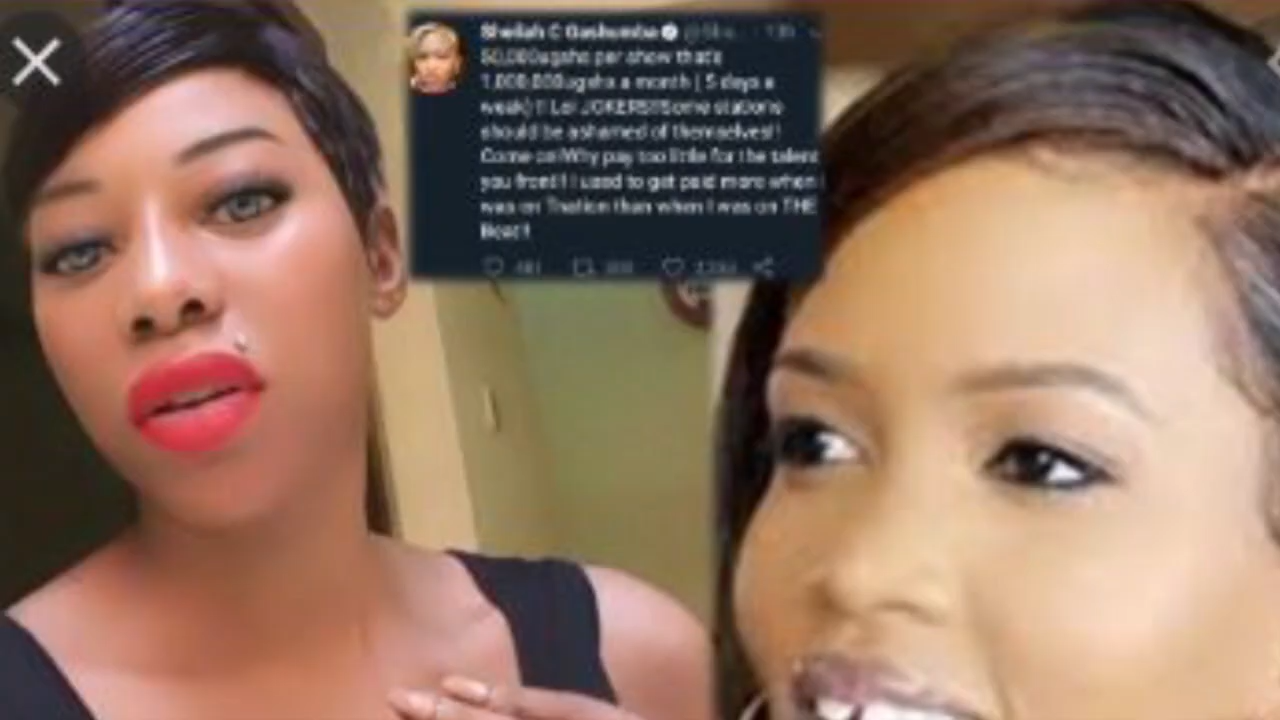 Sheilah C Gashumba
50,000ugshs per show thats
1,000,000ugshs a month ( 5 days a
weak)!! Lol JOKERS!!!Some stations
should be ashamed of themselves!!
Come on!Why pay too little for the talent
you front!! I used to get paid more when I
was on Tnation than when I was on THE
Beat!!